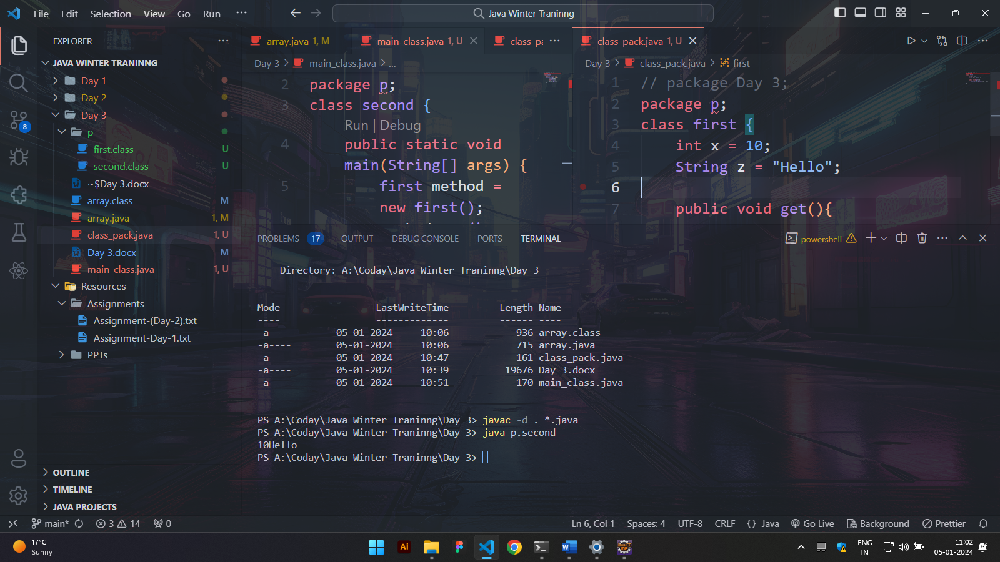 File Edit Selection View Go Run ···
Java Winter Traninng
EXPLORER
JAVA WINTER TRANINNG
Day 1
Day 2
Day 3
p
first.class U
second.class U
~$Day 3.docx
array.class M
array.java 1, M
class_pack.java 1, U
Day 3.docx M
main_class.java 1, U
Resources
Assignments
Assignment-(Day-2).txt
Assignment-Day-1.txt
PPTs
OUTLINE
TIMELINE
JAVA PROJECTS
8
array.java 1, M main_class.java 1, U class_pa ···
Day 3 > main_class.java > ...
2 package p;
3 class second {
Run | Debug
4 public static void
main(String[] args) {
5 first method =
new first();
class_pack.java 1, U
Day 3 > class_pack.java > first
1 // package Day 3;
2 package p;
3 class first {
4 int x = 10;
5 String z = "Hello";
6
7 public void get(){
PROBLEMS 17 OUTPUT DEBUG CONSOLE PORTS TERMINAL
powershell
Directory: A:\Coday\Java Winter Traninng\Day 3
Mode LastWriteTime Length Name
---- ------------- ------ ----
-a---- 05-01-2024 10:06 936 array.class
-a---- 05-01-2024 10:06 715 array.java
-a---- 05-01-2024 10:47 161 class_pack.java
-a---- 05-01-2024 10:39 19676 Day 3.docx
-a---- 05-01-2024 10:51 170 main_class.java
PS A:\Coday\Java Winter Traninng\Day 3> javac -d . *.java
PS A:\Coday\Java Winter Traninng\Day 3> java p.second
10Hello
PS A:\Coday\Java Winter Traninng\Day 3>
main* 3 14 0
Ln 6, Col 1 Spaces: 4 UTF-8 CRLF {} Java Go Live Background Prettier
17°C
Sunny
Ai
W
ENG
IN
11:02
05-01-2024